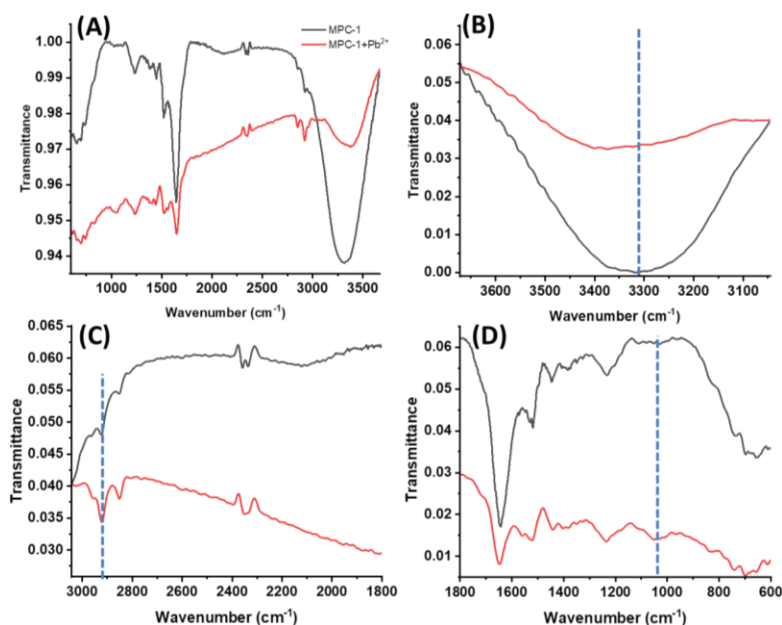 (A)
MPC-1
MPC-1+Pb²⁺
1.00
0.99
0.98
0.97
0.96
0.95
0.94
Transmittance
1000 1500 2000 2500 3000 3500
Wavenumber (cm⁻¹)
(B)
0.06
0.05
0.04
0.03
0.02
0.01
0.00
Transmittance
3600 3500 3400 3300 3200 3100
Wavenumber (cm⁻¹)
(C)
0.065
0.060
0.055
0.050
0.045
0.040
0.035
0.030
Transmittance
3000 2800 2600 2400 2200 2000 1800
Wavenumber (cm⁻¹)
(D)
0.06
0.05
0.04
0.03
0.02
0.01
Transmittance
1800 1600 1400 1200 1000 800 600
Wavenumber (cm⁻¹)